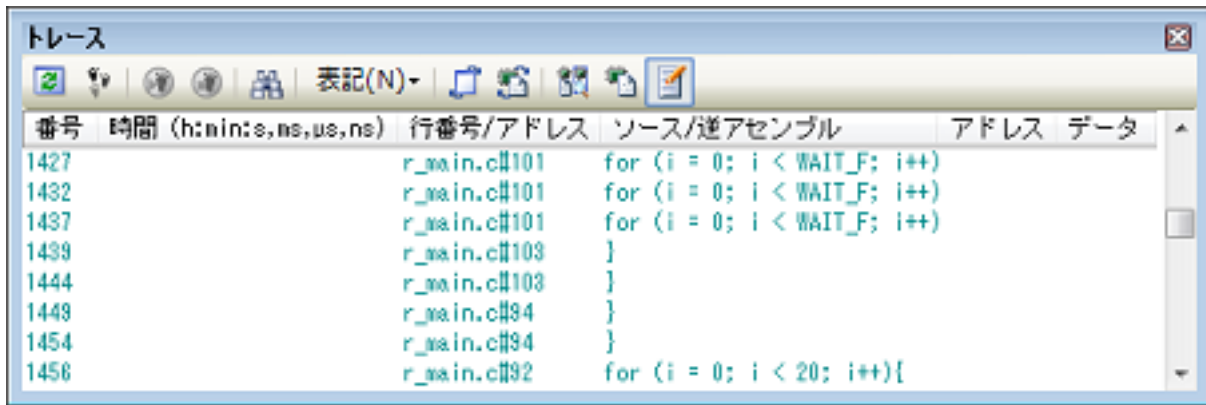 トレース
表記(N)
番号 時間 (h:min:s,ms,μs,ns) 行番号/アドレス ソース/逆アセンブル アドレス データ
1427 r_main.c#101 for (i = 0; i < WAIT_F; i++)
1432 r_main.c#101 for (i = 0; i < WAIT_F; i++)
1437 r_main.c#101 for (i = 0; i < WAIT_F; i++)
1439 r_main.c#103 }
1444 r_main.c#103 }
1449 r_main.c#94 }
1454 r_main.c#94 }
1456 r_main.c#92 for (i = 0; i < 20; i++){